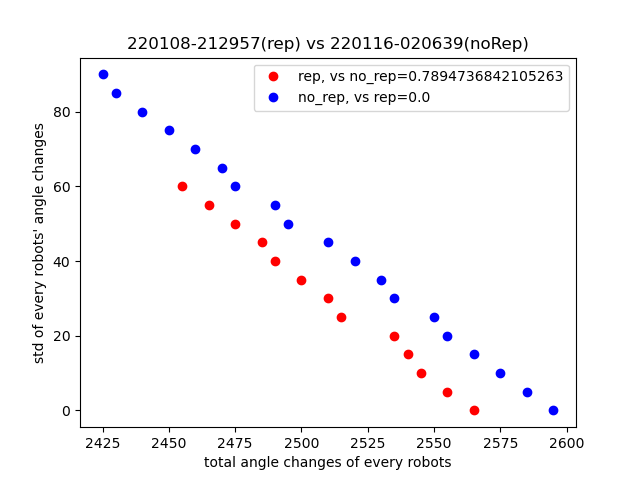 220108-212957(rep) vs 220116-020639(noRep)
rep, vs no_rep=0.7894736842105263
no_rep, vs rep=0.0
std of every robots' angle changes
80
60
40
20
0
2425 2450 2475 2500 2525 2550 2575 2600
total angle changes of every robots